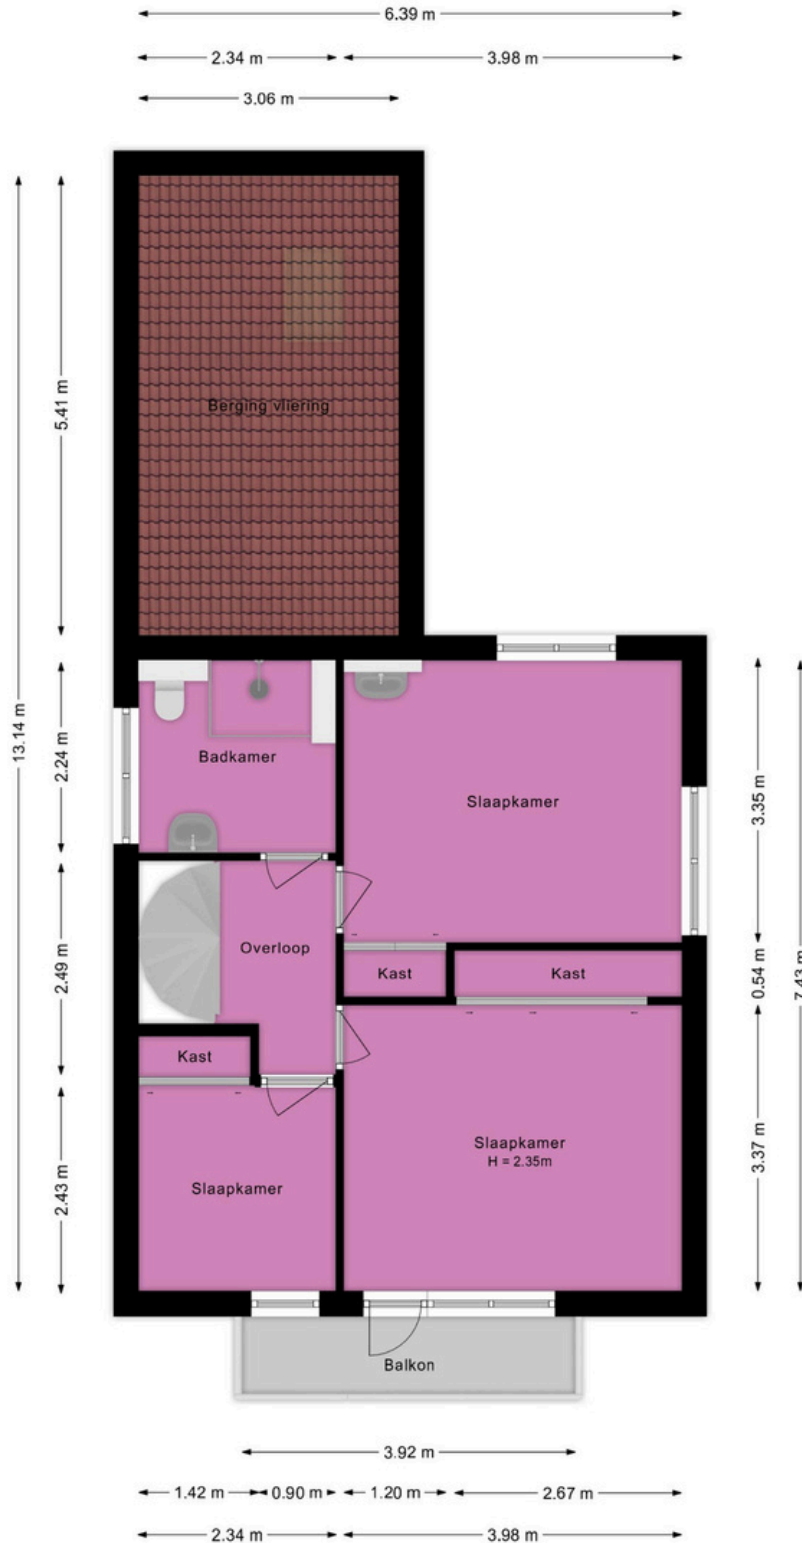 6.39 m
2.34 m
3.98 m
3.06 m
13.14 m
5.41 m
Berging vliering
2.24 m
Badkamer
Slaapkamer
3.35 m
7.43 m
2.49 m
Overloop
Kast
Kast
0.54 m
Kast
Slaapkamer
H = 2.35m
3.37 m
2.43 m
Slaapkamer
Balkon
3.92 m
1.42 m
0.90 m
1.20 m
2.67 m
2.34 m
3.98 m